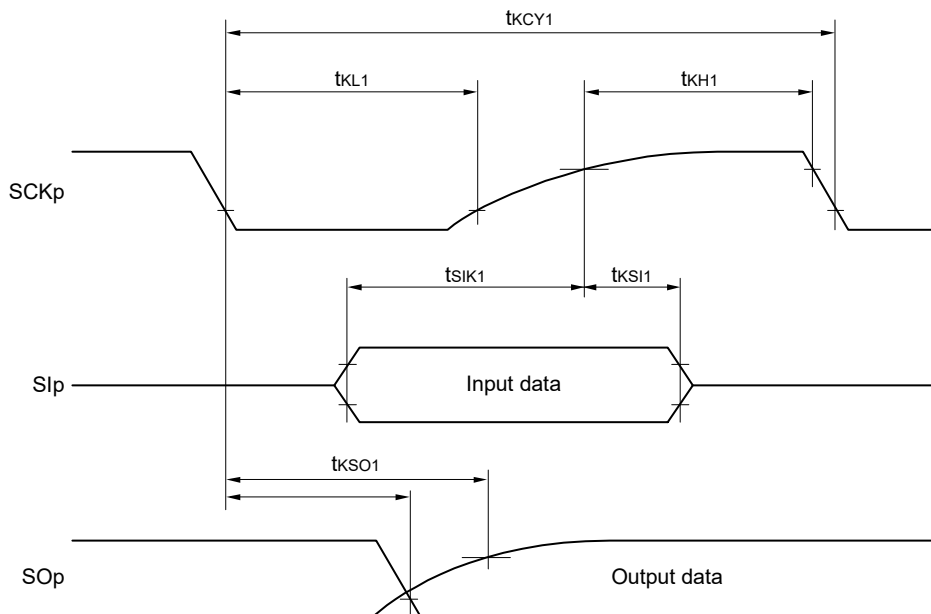 tKCY1
tKL1
tKH1
SCKp
tSIK1
tKSI1
SIp
Input data
tKSO1
SOp
Output data